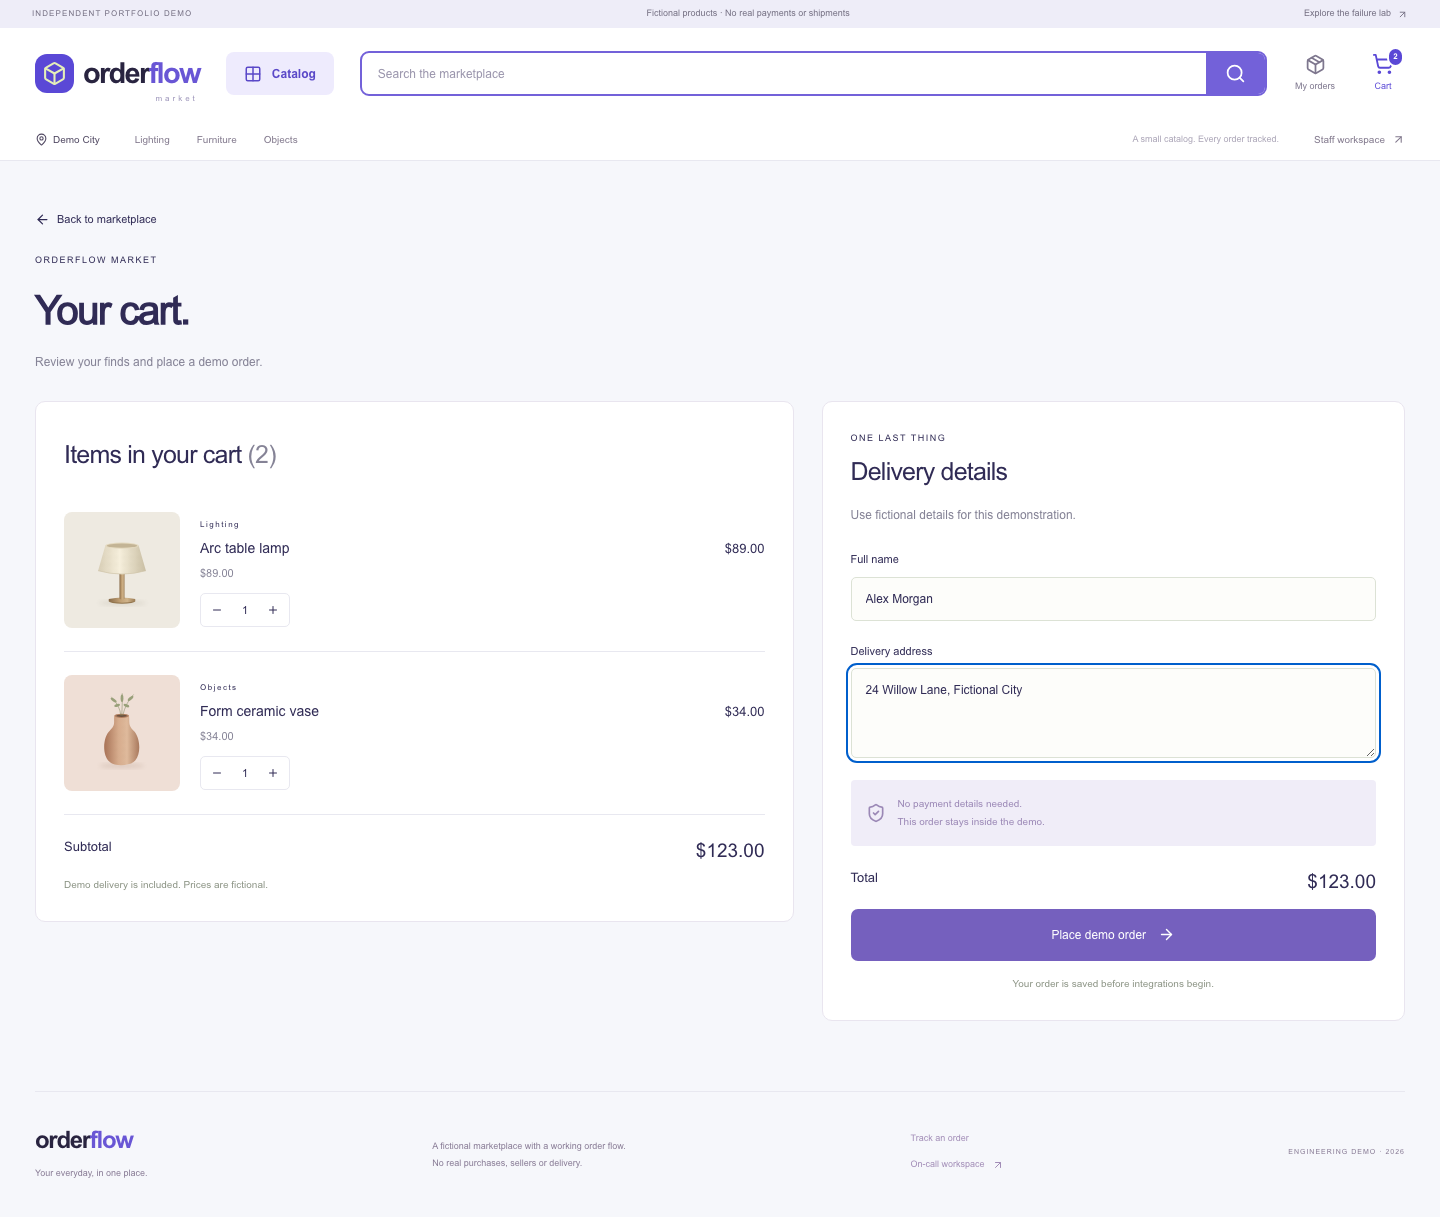 INDEPENDENT PORTFOLIO DEMO
Fictional products · No real payments or shipments
Explore the failure lab
orderflow
market
Catalog
Search the marketplace
My orders
2
Cart
Demo City
Lighting
Furniture
Objects
A small catalog. Every order tracked.
Staff workspace
Back to marketplace
ORDERFLOW MARKET
Your cart.
Review your finds and place a demo order.
Items in your cart (2)
Lighting
Arc table lamp
$89.00
$89.00
1
Objects
Form ceramic vase
$34.00
$34.00
1
Subtotal
$123.00
Demo delivery is included. Prices are fictional.
ONE LAST THING
Delivery details
Use fictional details for this demonstration.
Full name
Alex Morgan
Delivery address
24 Willow Lane, Fictional City
No payment details needed.
This order stays inside the demo.
Total
$123.00
Place demo order
Your order is saved before integrations begin.
orderflow
Your everyday, in one place.
A fictional marketplace with a working order flow.
No real purchases, sellers or delivery.
Track an order
On-call workspace
ENGINEERING DEMO · 2026